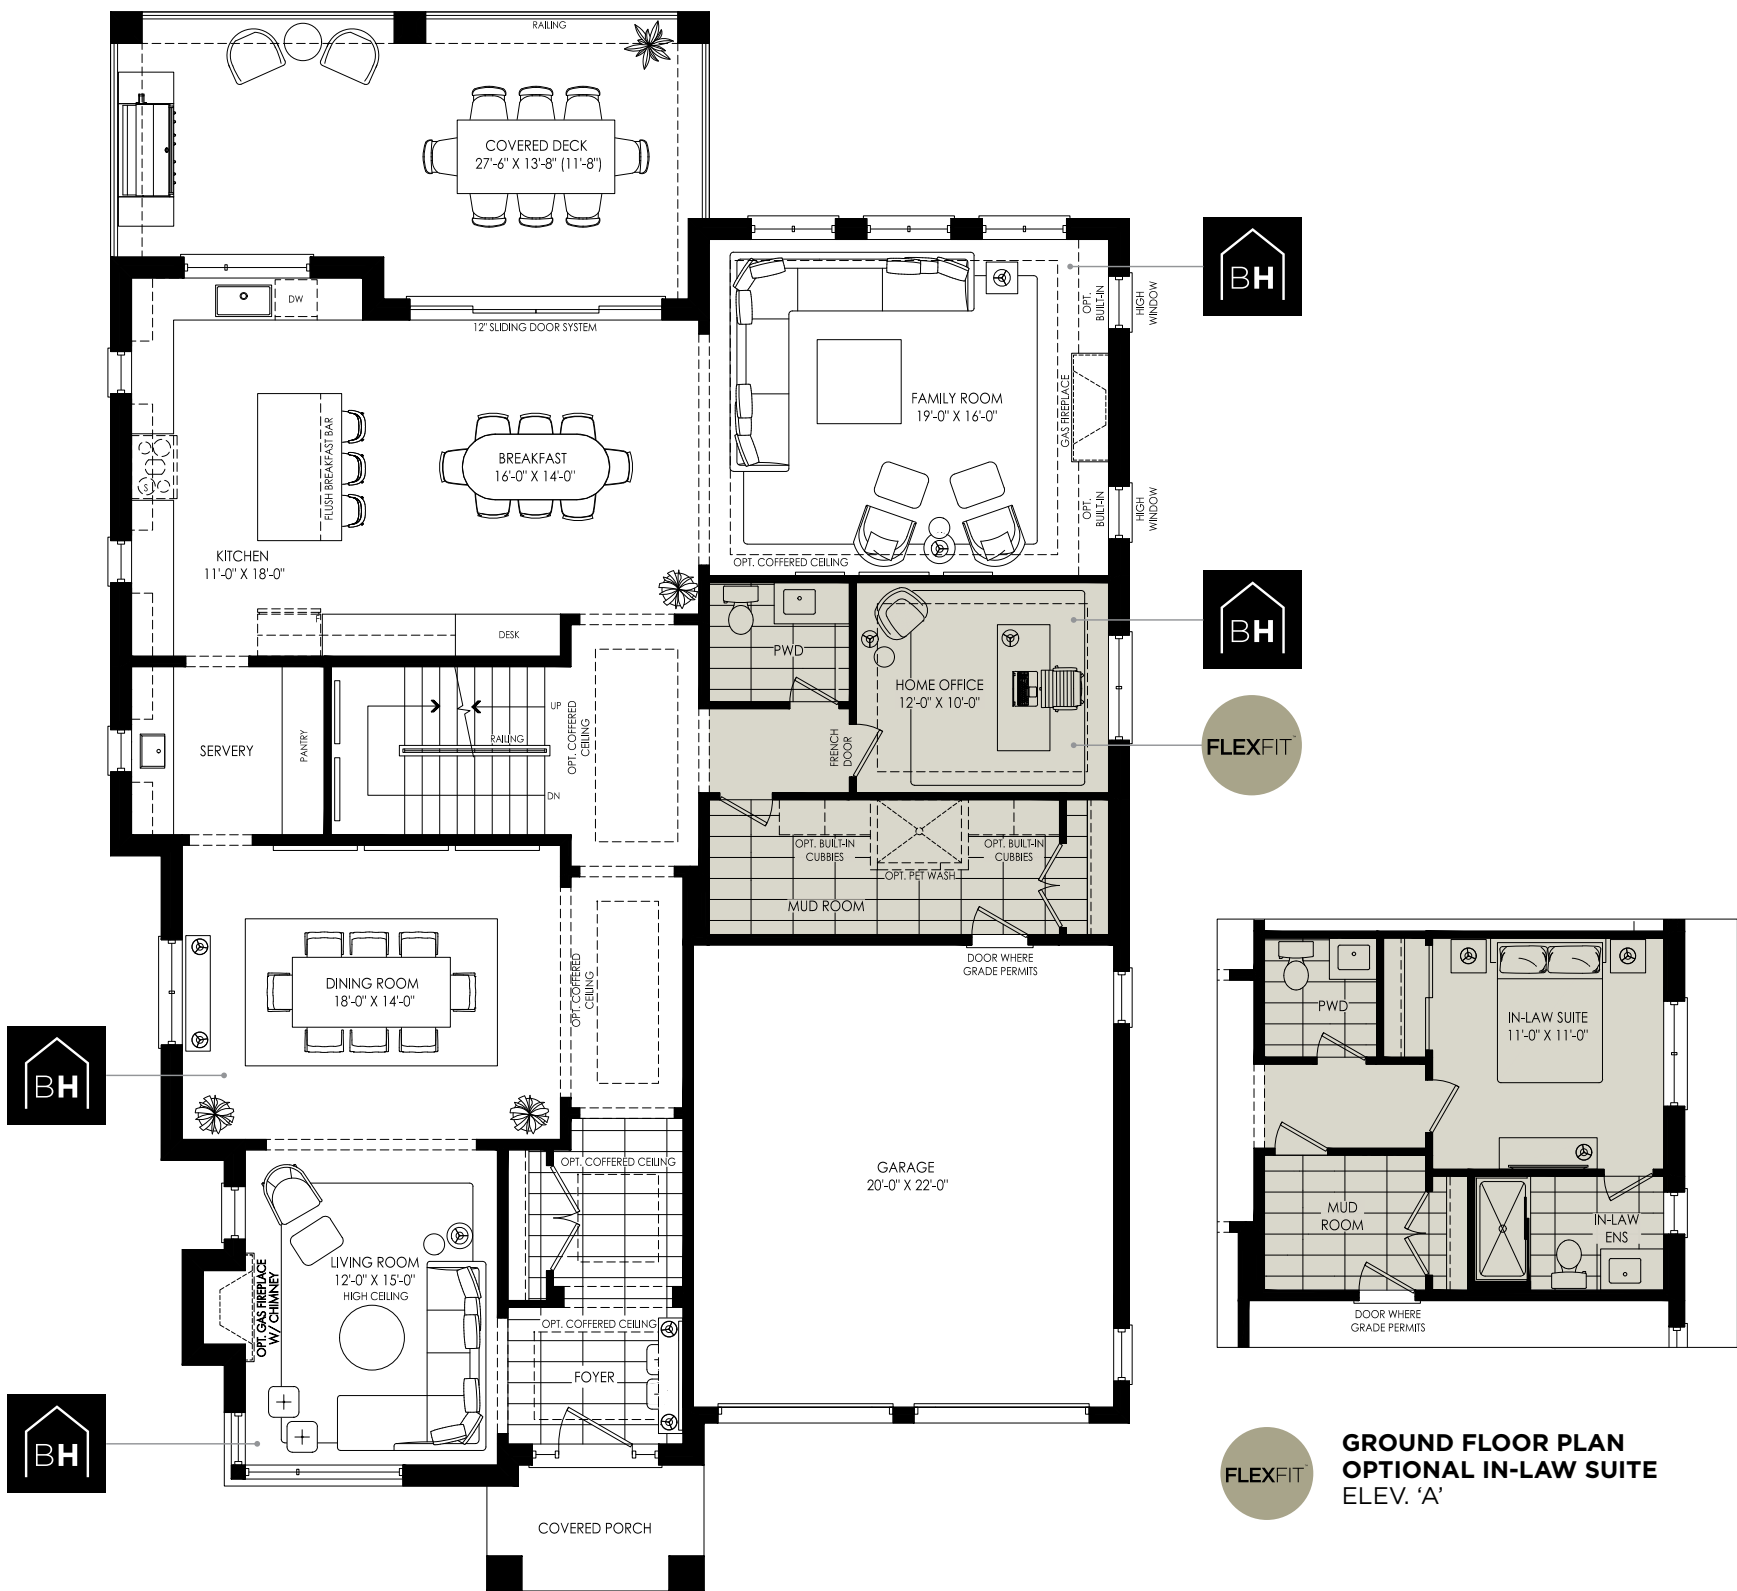 RAILING
COVERED DECK
27'-6" X 13'-8" (11'-8")
DW
12" SLIDING DOOR SYSTEM
OPT.
BUILT-IN
HIGH
WINDOW
BH
FAMILY ROOM
19'-0" X 16'-0"
GAS FIREPLACE
FLUSH BREAKFAST BAR
BREAKFAST
16'-0" X 14'-0"
S
OPT.
BUILT-IN
HIGH
WINDOW
KITCHEN
11'-0" X 18'-0"
OPT. COFFERED CEILING
BH
DESK
PWD
HOME OFFICE
12'-0" X 10'-0"
UP
RAILING
DN
OPT. COFFERED
CEILING
FRENCH
DOOR
FLEXFIT™
SERVERY
PANTRY
OPT. BUILT-IN
CUBBIES
OPT. BUILT-IN
CUBBIES
OPT. PET WASH
MUD ROOM
DOOR WHERE
GRADE PERMITS
DINING ROOM
18'-0" X 14'-0"
OPT. COFFERED
CEILING
BH
PWD
IN-LAW SUITE
11'-0" X 11'-0"
MUD
ROOM
IN-LAW
ENS
DOOR WHERE
GRADE PERMITS
GARAGE
20'-0" X 22'-0"
OPT. COFFERED CEILING
LIVING ROOM
12'-0" X 15'-0"
HIGH CEILING
OPT. GAS FIREPLACE
W/ CHIMNEY
OPT. COFFERED CEILING
FOYER
BH
COVERED PORCH
FLEXFIT™
GROUND FLOOR PLAN
OPTIONAL IN-LAW SUITE
ELEV. ‘A’